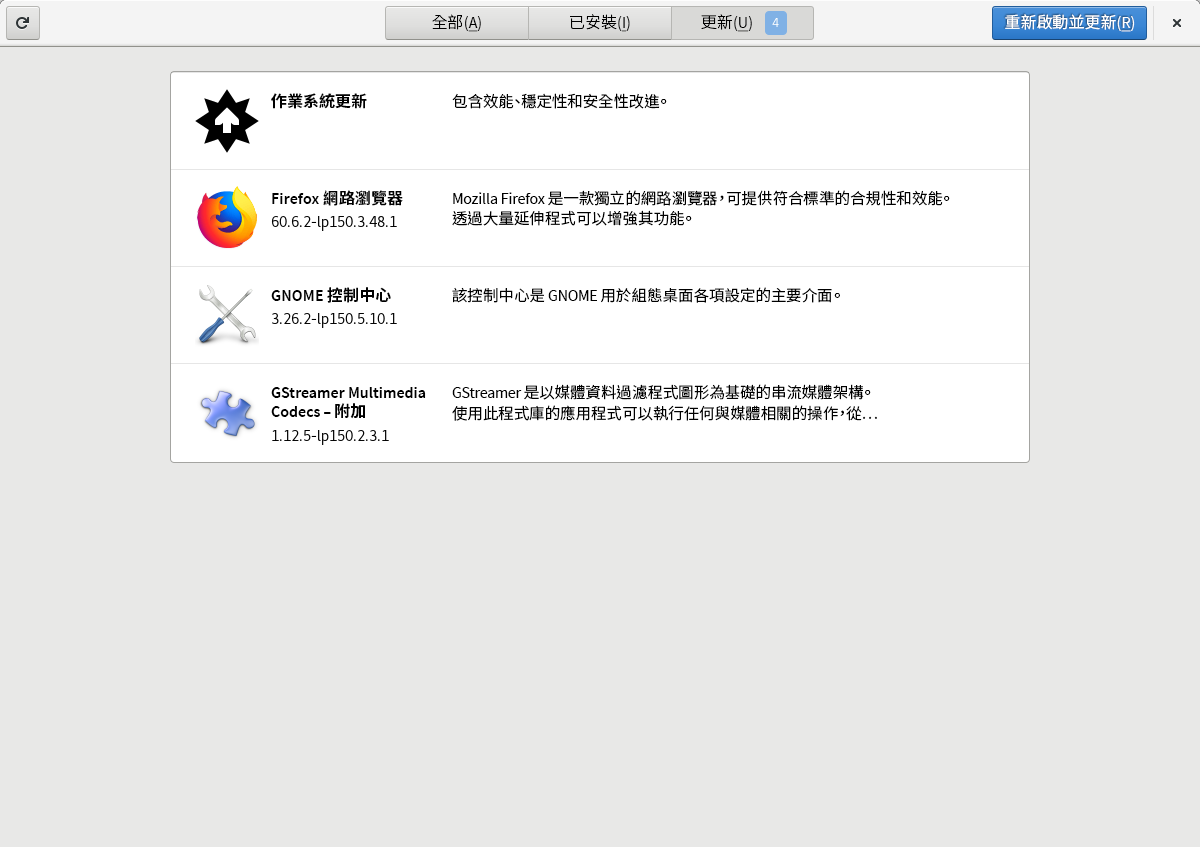 全部(A)
已安裝(I)
更新(U) 4
重新啟動並更新(R)
作業系統更新
包含效能、穩定性和安全性改進。
Firefox 網路瀏覽器
60.6.2-lp150.3.48.1
Mozilla Firefox 是一款獨立的網路瀏覽器，可提供符合標準的合規性和效能。
透過大量延伸程式可以增強其功能。
GNOME 控制中心
3.26.2-lp150.5.10.1
該控制中心是 GNOME 用於組態桌面各項設定的主要介面。
GStreamer Multimedia
Codecs – 附加
1.12.5-lp150.2.3.1
GStreamer 是以媒體資料過濾程式圖形為基礎的串流媒體架構。
使用此程式庫的應用程式可以執行任何與媒體相關的操作，從…